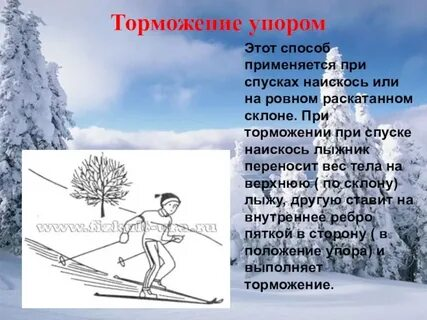 Торможение упором
Этот способ
применяется при
спусках наискось или
на ровном раскатанном
склоне. При
торможении при спуске
наискось лыжник
переносит вес тела на
верхнюю ( по склону)
лыжу, другую ставит на
внутреннее ребро
пяткой в сторону ( в
положение упора) и
выполняет
торможение.